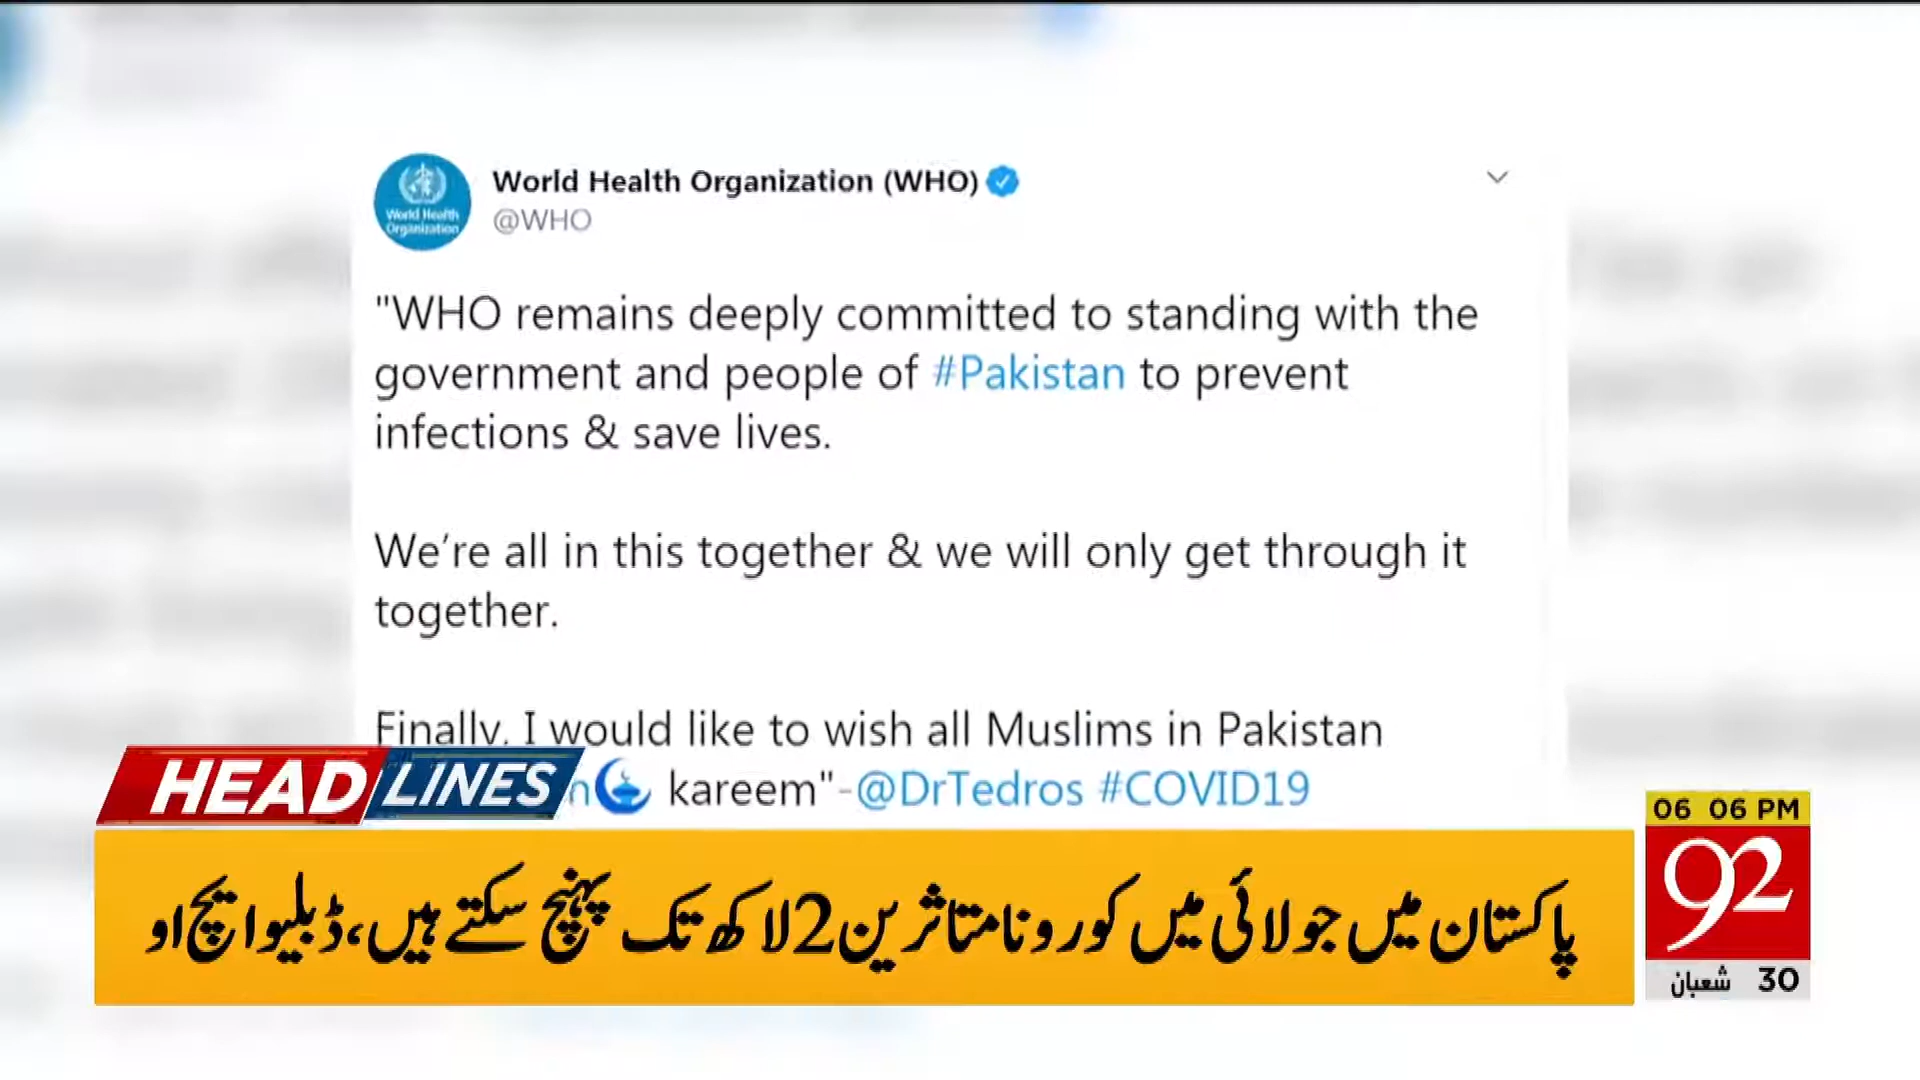 World Health Organization (WHO)
@WHO
World Health
Organization
"WHO remains deeply committed to standing with the
government and people of #Pakistan to prevent
infections & save lives.
We're all in this together & we will only get through it
together.
Finally, I would like to wish all Muslims in Pakistan
kareem"-@DrTedros #COVID19
HEADLINES
پاکستان میں جولائی میں کورونا متاثرین 2 لاکھ تک پہنچ سکتے ہیں، ڈبلیو ایچ او
06 06 PM
92
30 شعبان